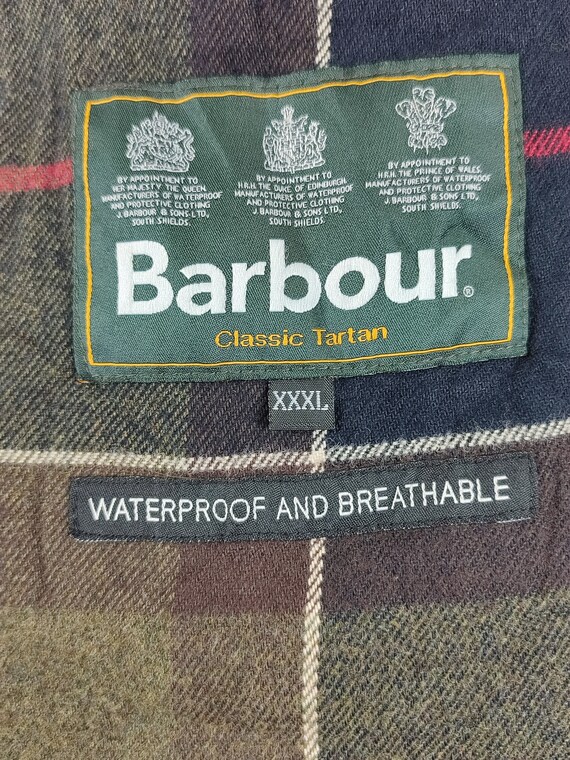 BY APPOINTMENT TO
HER MAJESTY THE QUEEN
MANUFACTURERS OF WATERPROOF
AND PROTECTIVE CLOTHING
J. BARBOUR & SONS LTD,
SOUTH SHIELDS.
BY APPOINTMENT TO
H.R.H. THE DUKE OF EDINBURGH
MANUFACTURERS OF WATERPROOF
AND PROTECTIVE CLOTHING
J. BARBOUR & SONS LTD,
SOUTH SHIELDS.
BY APPOINTMENT TO
H.R.H. THE PRINCE OF WALES
MANUFACTURERS OF WATERPROOF
AND PROTECTIVE CLOTHING
J. BARBOUR & SONS LTD,
SOUTH SHIELDS.
Barbour®
Classic Tartan
XXXL
WATERPROOF AND BREATHABLE